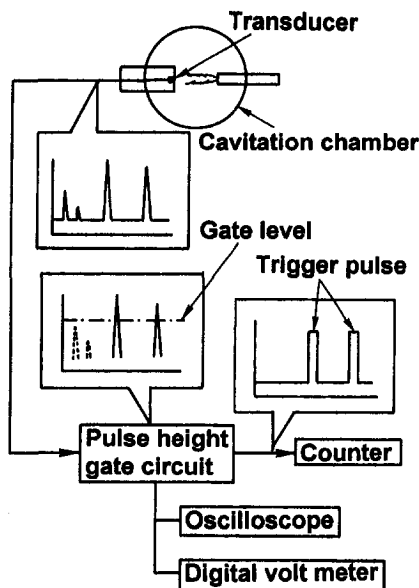 Transducer
Cavitation chamber
Gate level
Trigger pulse
Pulse height
gate circuit
Counter
Oscilloscope
Digital volt meter